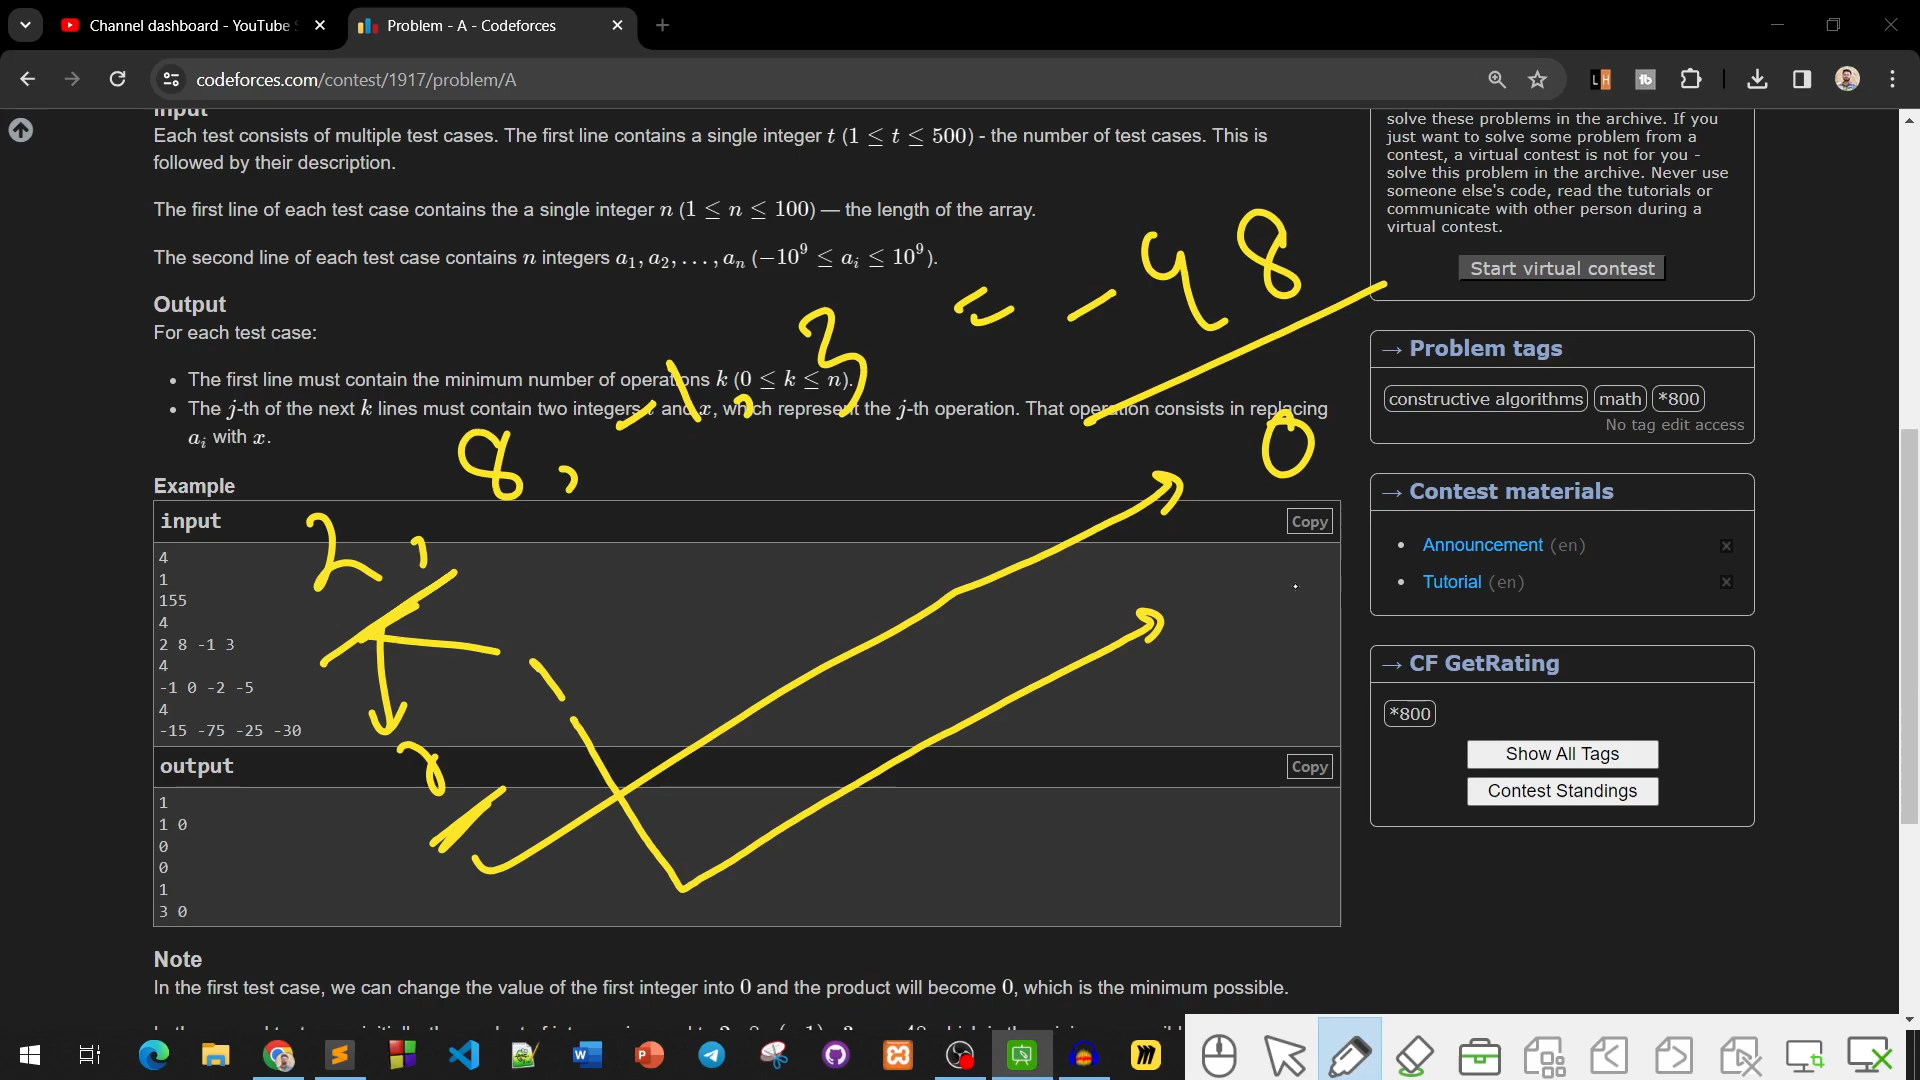 Channel dashboard - YouTube S
Problem - A - Codeforces
codeforces.com/contest/1917/problem/A
LH
tb
Input
Each test consists of multiple test cases. The first line contains a single integer t (1 ≤ t ≤ 500) - the number of test cases. This is
followed by their description.
The first line of each test case contains the a single integer n (1 ≤ n ≤ 100) — the length of the array.
The second line of each test case contains n integers a₁, a₂, . . . , aₙ (−10⁹ ≤ aᵢ ≤ 10⁹).
Output
For each test case:
The first line must contain the minimum number of operations k (0 ≤ k ≤ n).
The j-th of the next k lines must contain two integers i and x, which represent the j-th operation. That operation consists in replacing
aᵢ with x.
2, 8, -1, 3 = - 48
0
Example
input
Copy
4
1
155
4
2 8 -1 3
4
-1 0 -2 -5
4
-15 -75 -25 -30
output
Copy
1
1 0
0
0
1
3 0
Note
In the first test case, we can change the value of the first integer into 0 and the product will become 0, which is the minimum possible.
solve these problems in the archive. If you
just want to solve some problem from a
contest, a virtual contest is not for you -
solve this problem in the archive. Never use
someone else's code, read the tutorials or
communicate with other person during a
virtual contest.
Start virtual contest
→ Problem tags
constructive algorithms math *800
No tag edit access
→ Contest materials
Announcement (en)
Tutorial (en)
→ CF GetRating
*800
Show All Tags
Contest Standings